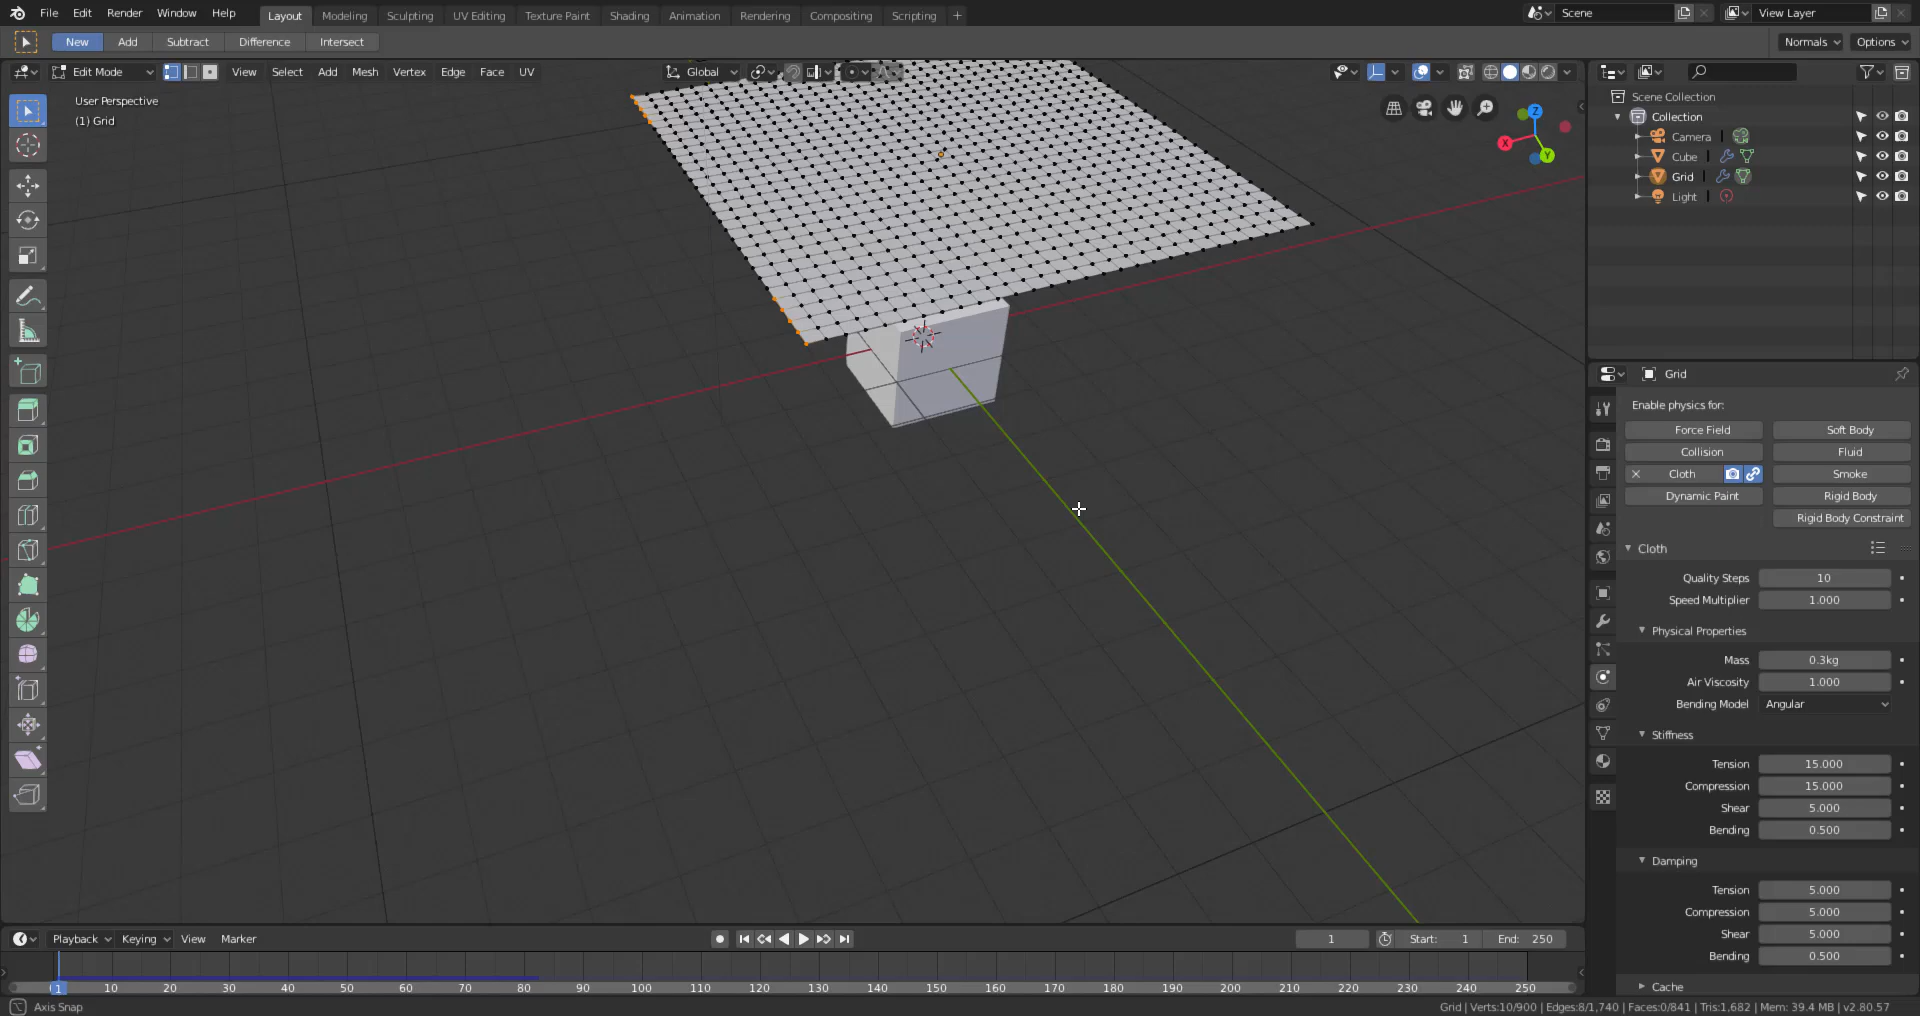 File Edit Render Window Help Layout Modeling Sculpting UV Editing Texture Paint Shading Animation Rendering Compositing Scripting + Scene View Layer
New Add Subtract Difference Intersect Normals Options
Edit Mode View Select Add Mesh Vertex Edge Face UV Global
User Perspective
(1) Grid
Z
X
Y
Scene Collection
Collection
Camera
Cube
Grid
Light
Grid
Enable physics for:
Force Field Soft Body
Collision Fluid
Cloth Smoke
Dynamic Paint Rigid Body
Rigid Body Constraint
Cloth
Quality Steps 10
Speed Multiplier 1.000
Physical Properties
Mass 0.3kg
Air Viscosity 1.000
Bending Model Angular
Stiffness
Tension 15.000
Compression 15.000
Shear 5.000
Bending 0.500
Damping
Tension 5.000
Compression 5.000
Shear 5.000
Bending 0.500
Cache
Playback Keying View Marker 1 Start: 1 End: 250
1 10 20 30 40 50 60 70 80 90 100 110 120 130 140 150 160 170 180 190 200 210 220 230 240 250
Axis Snap Grid | Verts:10/900 | Edges:8/1,740 | Faces:0/841 | Tris:1,682 | Mem: 39.4 MB | v2.80.57